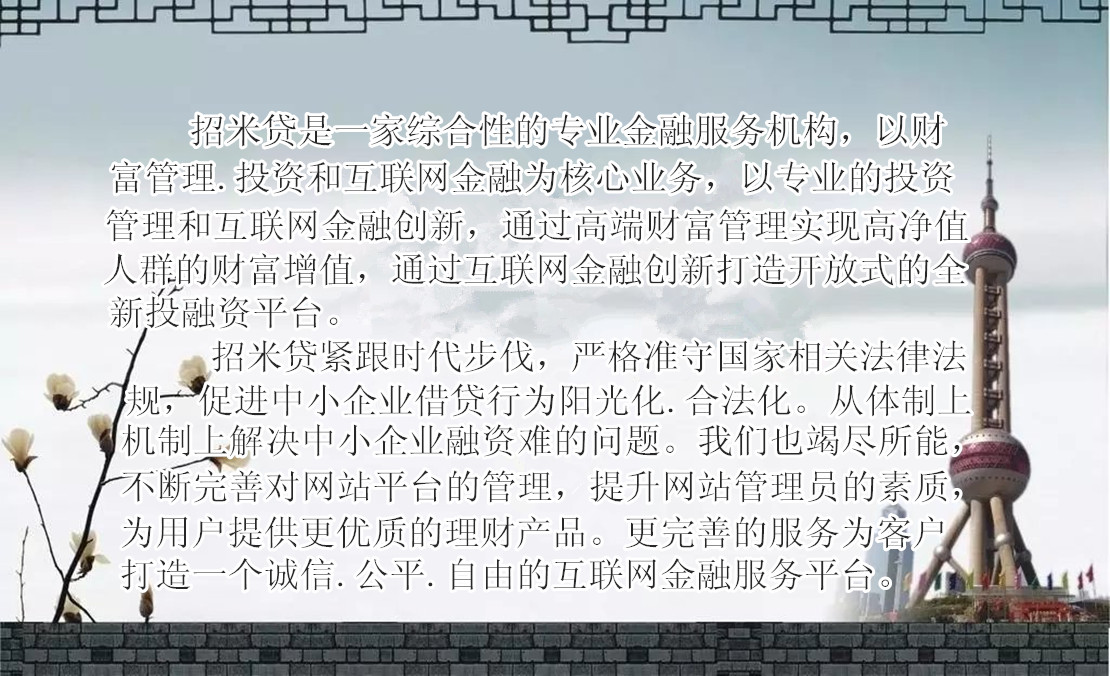 招米贷是一家综合性的专业金融服务机构，以财
富管理.投资和互联网金融为核心业务，以专业的投资
管理和互联网金融创新，通过高端财富管理实现高净值
人群的财富增值，通过互联网金融创新打造开放式的全
新投融资平台。
招米贷紧跟时代步伐，严格准守国家相关法律法
规，促进中小企业借贷行为阳光化.合法化。从体制上
机制上解决中小企业融资难的问题。我们也竭尽所能，
不断完善对网站平台的管理，提升网站管理员的素质，
为用户提供更优质的理财产品。更完善的服务为客户
打造一个诚信.公平.自由的互联网金融服务平台。